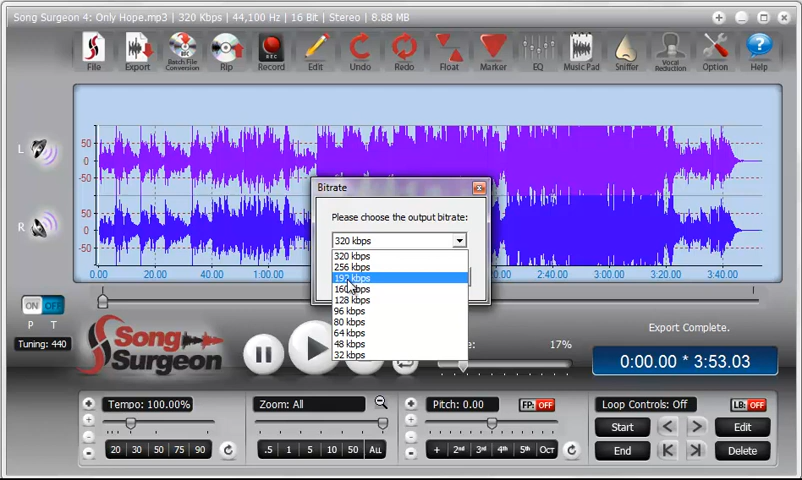 Song Surgeon 4: Only Hope.mp3 | 320 Kbps | 44,100 Hz | 16 Bit | Stereo | 8.88 MB
File Export Batch File Conversion Rip Record Edit Undo Redo Float Marker EQ Music Pad Sniffer Vocal Reduction Option Help
REC
L
50
0
50
R
50
0
50
Bitrate
Please choose the output bitrate:
320 kbps
320 kbps
256 kbps
192 kbps
160 kbps
128 kbps
96 kbps
80 kbps
64 kbps
48 kbps
32 kbps
0.00 20.00 40.00 1:00.00 2:40.00 3:00.00 3:20.00 3:40.00
ON OFF
P T
Tuning: 440
Song Surgeon
17%
Export Complete.
0:00.00 * 3:53.03
Tempo: 100.00%
20 30 50 75 90
Zoom: All
.5 1 5 10 50 ALL
Pitch: 0.00 FP: OFF
+ 2nd 3rd 4th 5th Oct
Loop Controls: Off LB: OFF
Start Edit
End Delete